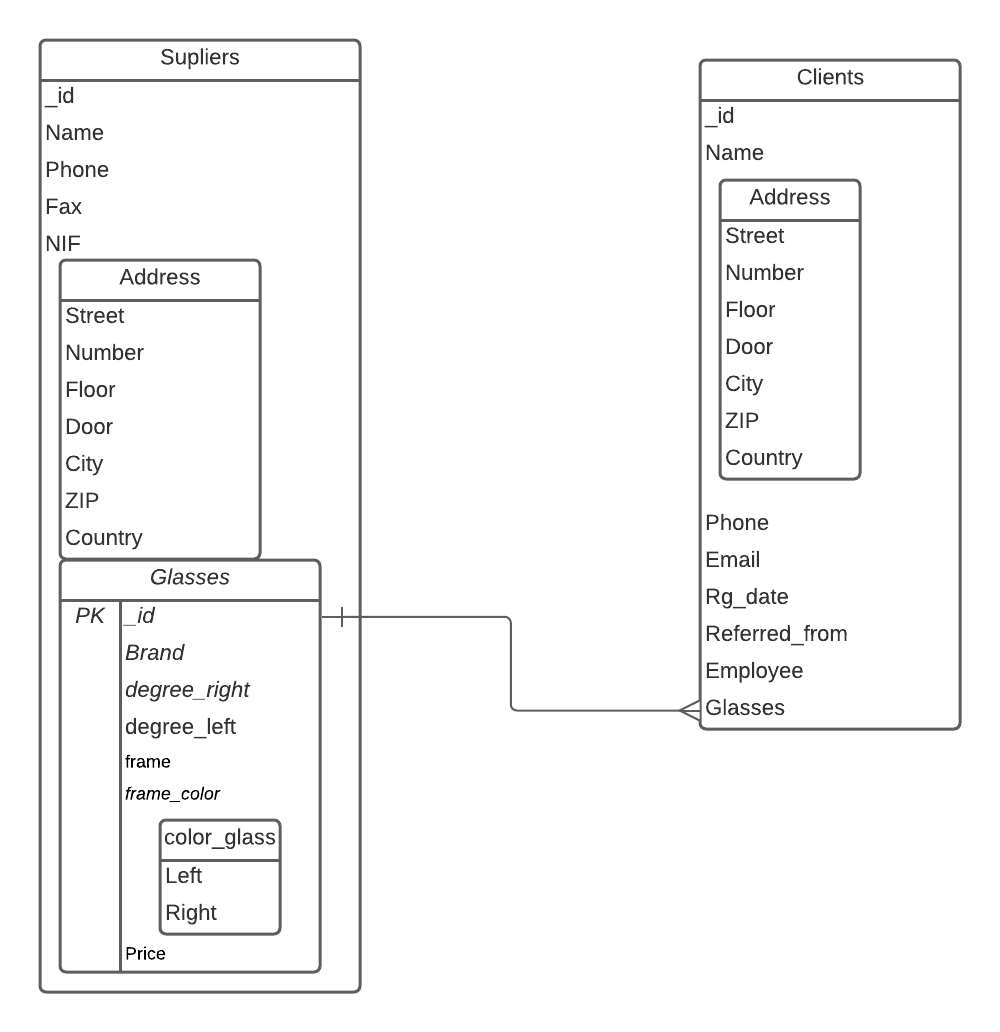 Supliers
_id
Name
Phone
Fax
NIF
Address
Street
Number
Floor
Door
City
ZIP
Country
Glasses
PK _id
Brand
degree_right
degree_left
frame
frame_color
color_glass
Left
Right
Price
Clients
_id
Name
Address
Street
Number
Floor
Door
City
ZIP
Country
Phone
Email
Rg_date
Referred_from
Employee
Glasses